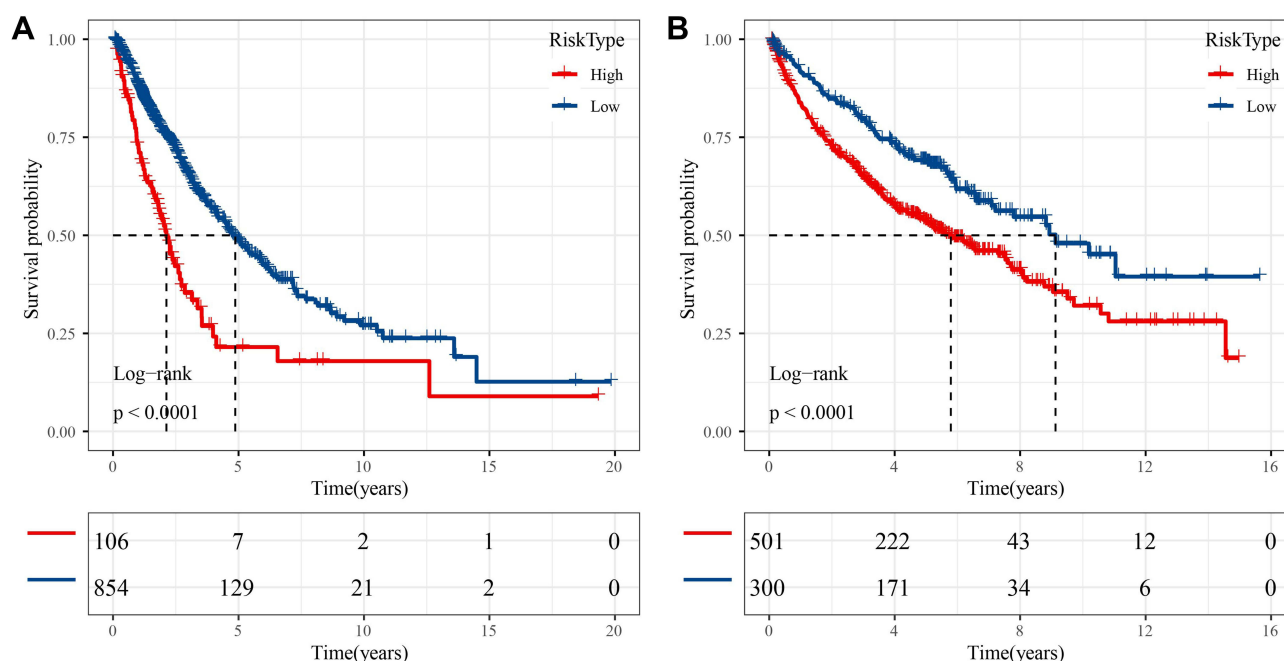 A
RiskType
High
Low
Survival probability
1.00
0.75
0.50
0.25
0.00
Log-rank
p < 0.0001
0 5 10 15 20
Time(years)
106 7 2 1 0
854 129 21 2 0
0 5 10 15 20
Time(years)
B
RiskType
High
Low
Survival probability
1.00
0.75
0.50
0.25
0.00
Log-rank
p < 0.0001
0 4 8 12 16
Time(years)
501 222 43 12 0
300 171 34 6 0
0 4 8 12 16
Time(years)